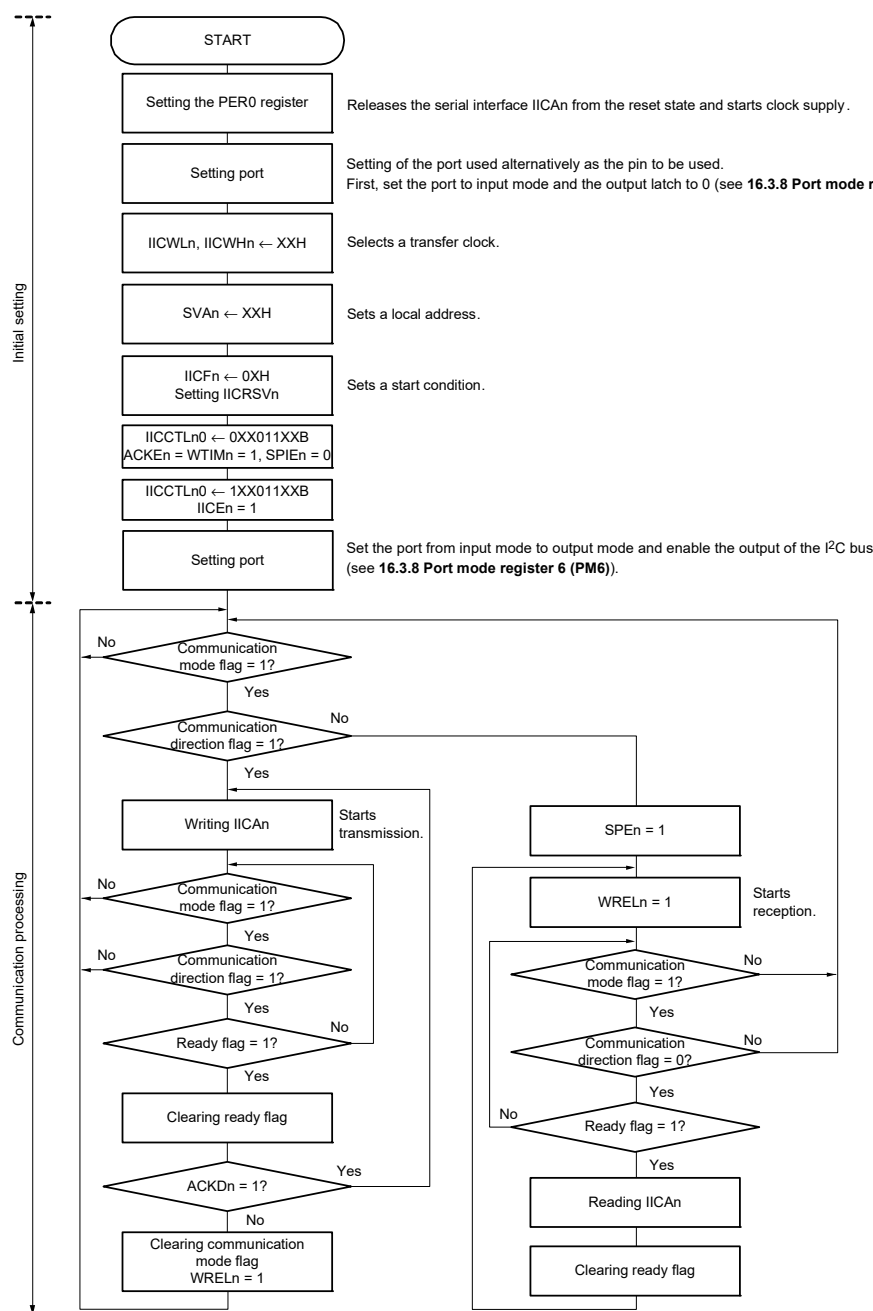 START
Setting the PER0 register
Releases the serial interface IICAn from the reset state and starts clock supply.
Setting port
Setting of the port used alternatively as the pin to be used.
First, set the port to input mode and the output latch to 0 (see 16.3.8 Port mode r
IICWLn, IICWHn ← XXH
Selects a transfer clock.
Initial setting
SVAn ← XXH
Sets a local address.
IICFn ← 0XH
Setting IICRSVn
Sets a start condition.
IICCTLn0 ← 0XX011XXB
ACKEn = WTIMn = 1, SPIEn = 0
IICCTLn0 ← 1XX011XXB
IICEn = 1
Setting port
Set the port from input mode to output mode and enable the output of the I2C bus
(see 16.3.8 Port mode register 6 (PM6)).
Communication processing
No
Communication
mode flag = 1?
Yes
Communication
direction flag = 1?
No
Yes
Writing IICAn
Starts
transmission.
No
Communication
mode flag = 1?
Yes
No
Communication
direction flag = 1?
Yes
Ready flag = 1?
No
Yes
Clearing ready flag
ACKDn = 1?
Yes
No
Clearing communication
mode flag
WRELn = 1
SPEn = 1
WRELn = 1
Starts
reception.
Communication
mode flag = 1?
No
Yes
Communication
direction flag = 0?
No
Yes
No
Ready flag = 1?
Yes
Reading IICAn
Clearing ready flag